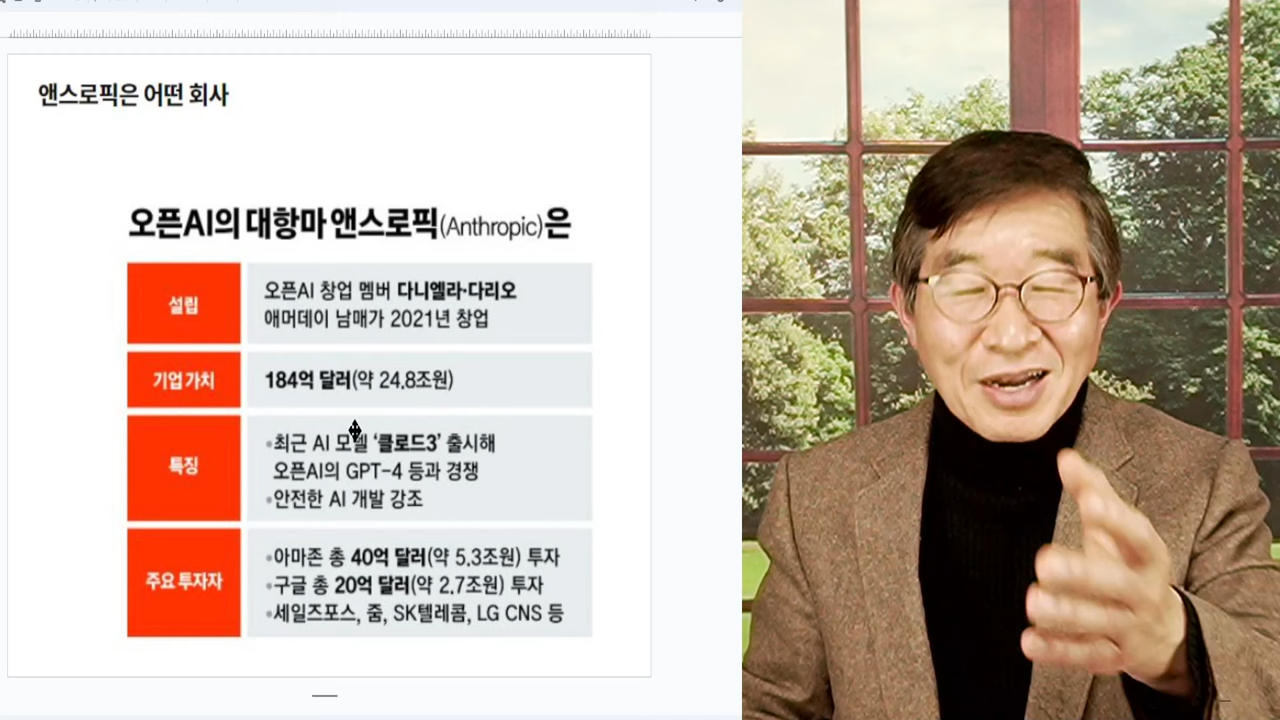 앤스로픽은 어떤 회사
오픈AI의 대항마 앤스로픽(Anthropic)은
설립
오픈AI 창업 멤버 다니엘라·다리오
애머데이 남매가 2021년 창업
기업 가치
184억 달러(약 24.8조원)
특징
•최근 AI 모델 ‘클로드3’ 출시해
오픈AI의 GPT-4 등과 경쟁
•안전한 AI 개발 강조
주요 투자자
•아마존 총 40억 달러(약 5.3조원) 투자
•구글 총 20억 달러(약 2.7조원) 투자
•세일즈포스, 줌, SK텔레콤, LG CNS 등